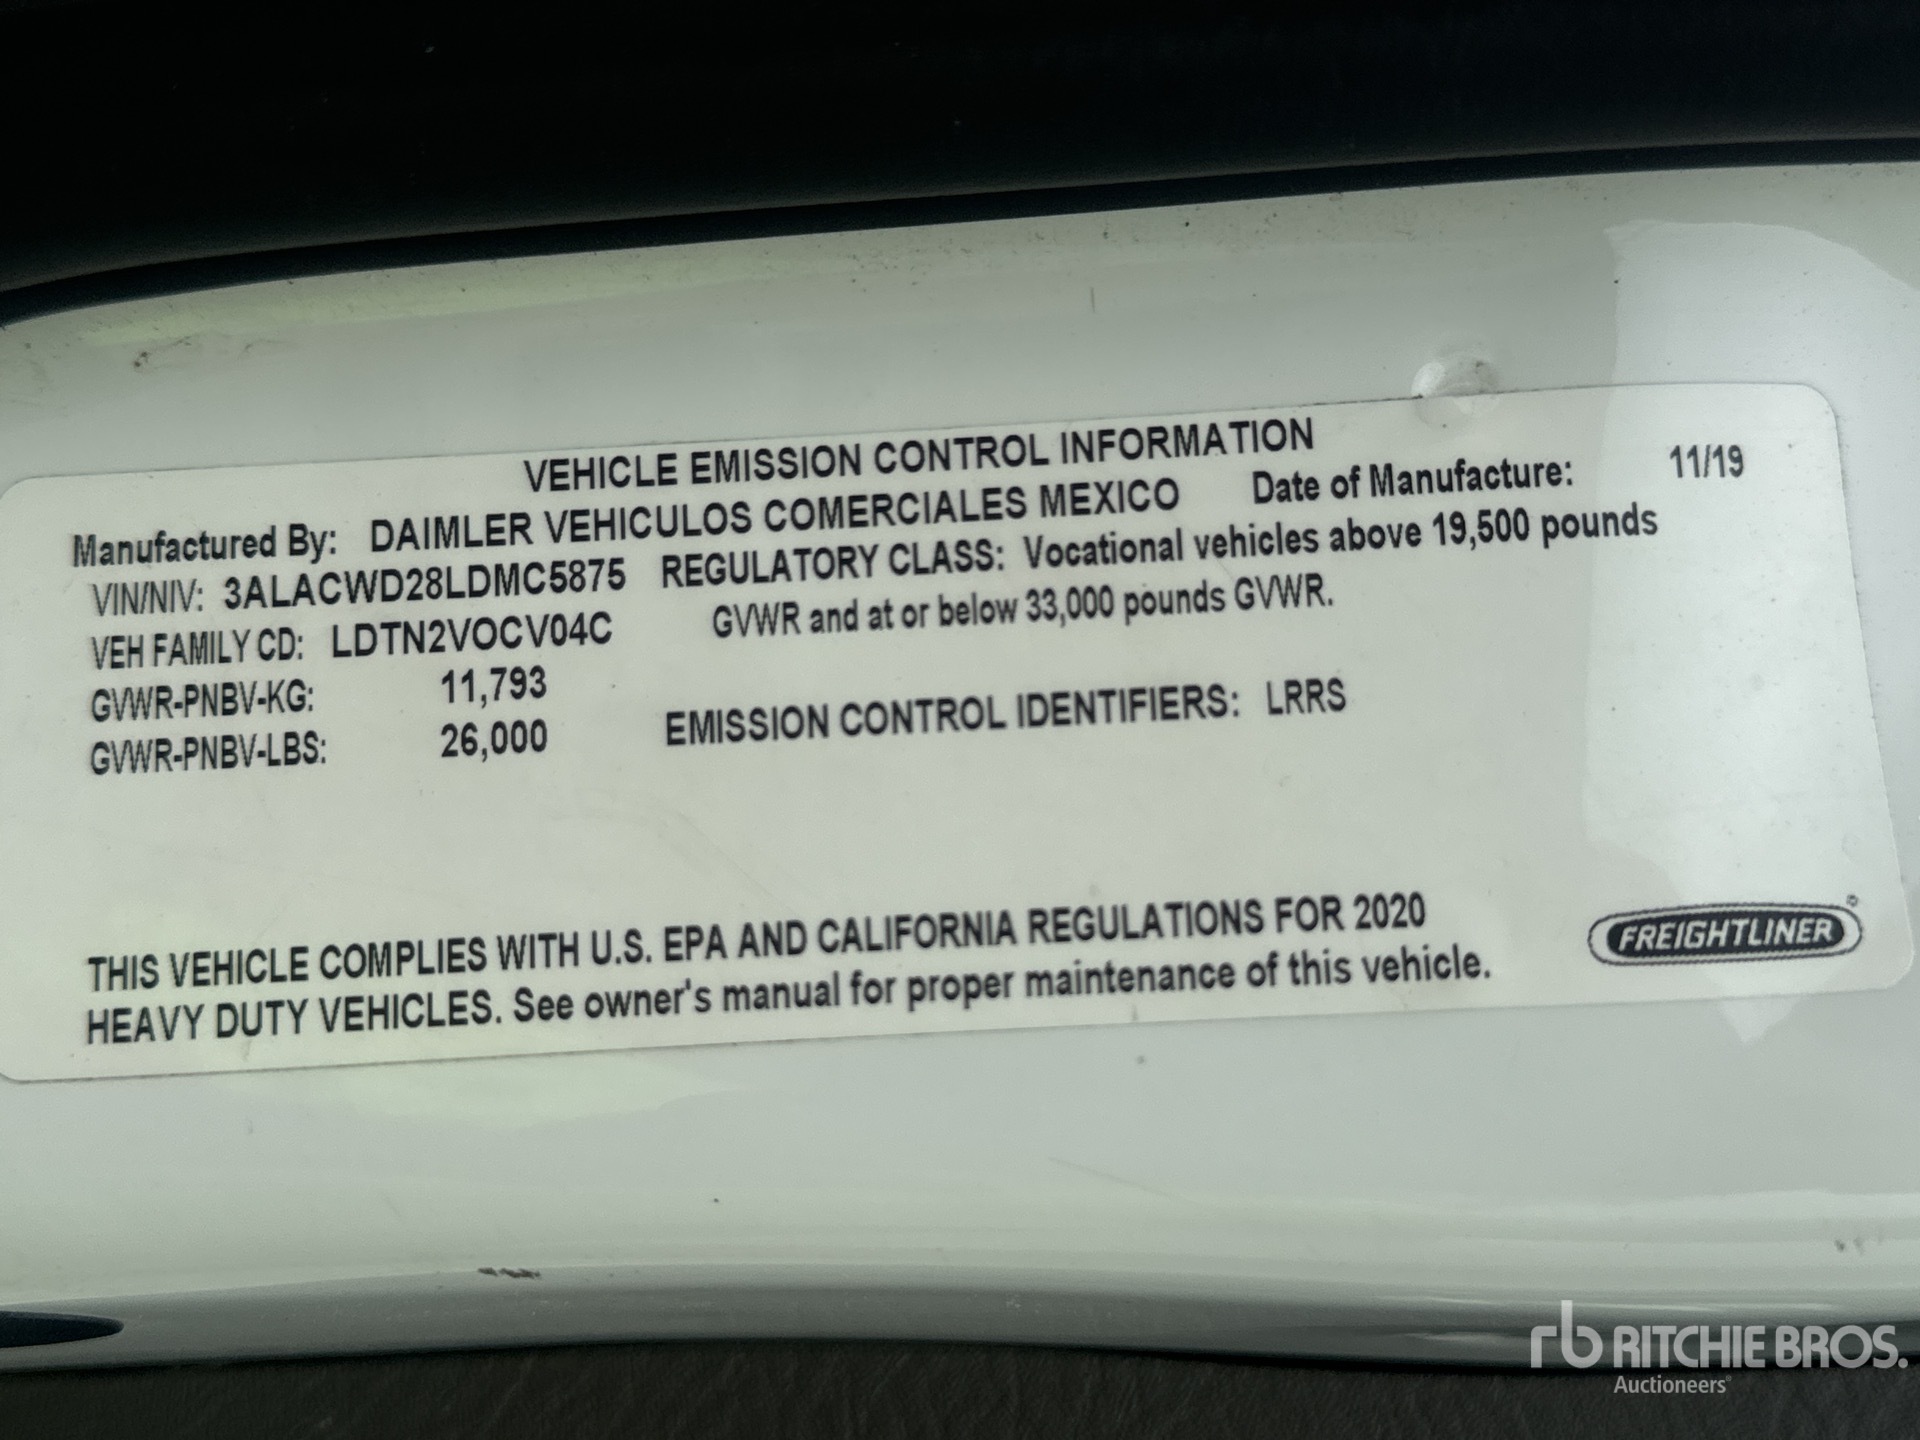 VEHICLE EMISSION CONTROL INFORMATION
Manufactured By: DAIMLER VEHICULOS COMERCIALES MEXICO Date of Manufacture: 11/19
VIN/NIV: 3ALACWD28LDMC5875 REGULATORY CLASS: Vocational vehicles above 19,500 pounds
VEH FAMILY CD: LDTN2VOCV04C GVWR and at or below 33,000 pounds GVWR.
GVWR-PNBV-KG: 11,793
GVWR-PNBV-LBS: 26,000 EMISSION CONTROL IDENTIFIERS: LRRS
THIS VEHICLE COMPLIES WITH U.S. EPA AND CALIFORNIA REGULATIONS FOR 2020
HEAVY DUTY VEHICLES. See owner's manual for proper maintenance of this vehicle.
FREIGHTLINER®
rb RITCHIE BROS.
Auctioneers®